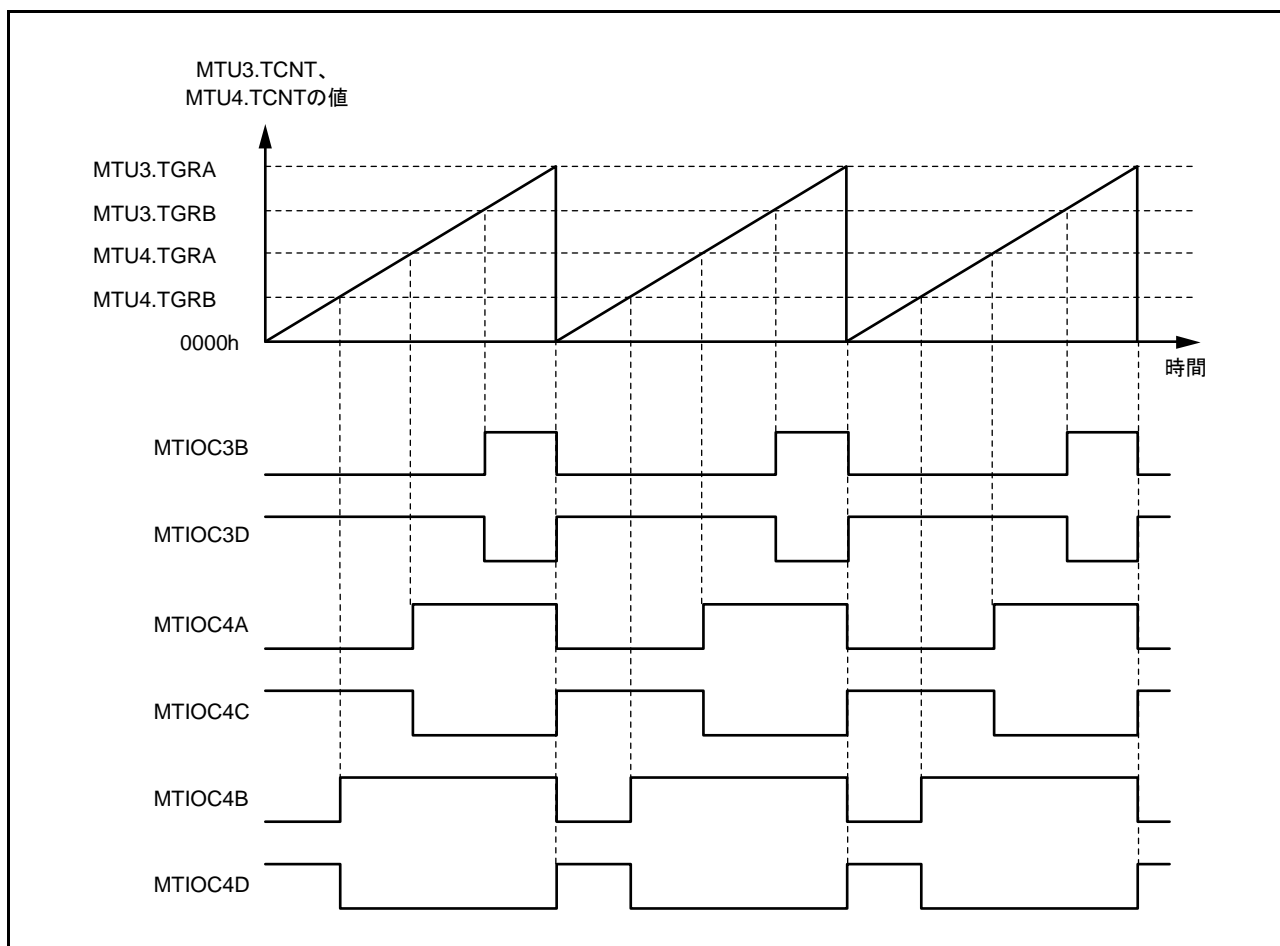 MTU3.TCNT、
MTU4.TCNTの値
MTU3.TGRA
MTU3.TGRB
MTU4.TGRA
MTU4.TGRB
0000h
時間
MTIOC3B
MTIOC3D
MTIOC4A
MTIOC4C
MTIOC4B
MTIOC4D